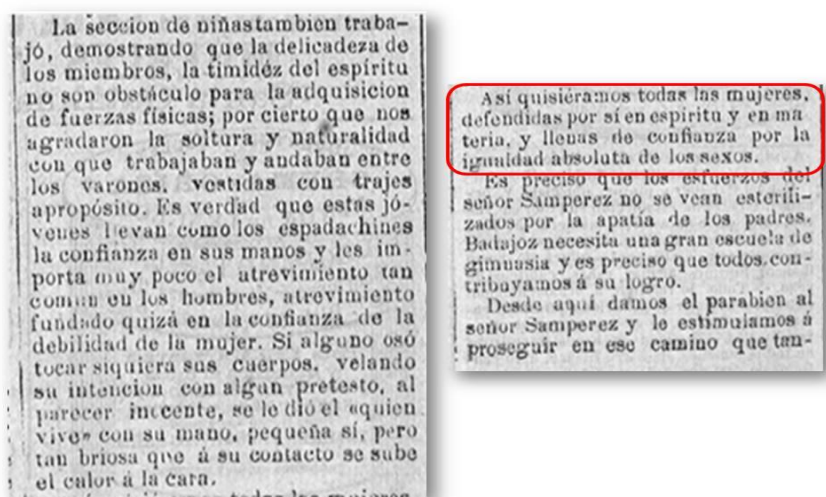 La seccion de niñas tambien traba-
jó, demostrando que la delicadeza de
los miembros, la timidéz del espíritu
no son obstáculo para la adquisicion
de fuerzas físicas; por cierto que nos
agradaron la soltura y naturalidad
con que trabajaban y andaban entre
los varones, vestidas con trajes
apropósito. Es verdad que estas jó-
venes llevan como los espadachines
la confianza en sus manos y les im-
porta muy poco el atrevimiento tan
comun en los hombres, atrevimiento
fundado quizá en la confianza de la
debilidad de la mujer. Si alguno osó
tocar siquiera sus cuerpos, velando
su intencion con algun pretesto, al
parecer inocente, se le dió el «quien
vive» con su mano, pequeña sí, pero
tan briosa que á su contacto se sube
el calor á la cara.
todas las mujeres
Así quisiéramos todas las mujeres,
defendidas por sí en espiritu y en ma
teria, y llenas de confianza por la
igualdad absoluta de los sexos.
Es preciso que los esfuerzos del
señor Samperez no se vean esterili-
zados por la apatía de los padres.
Badajoz necesita una gran escuela de
gimnasia y es preciso que todos con-
tribuyamos á su logro.
Desde aquí damos el parabien al
señor Samperez y le estimulamos á
proseguir en ese camino que tan-